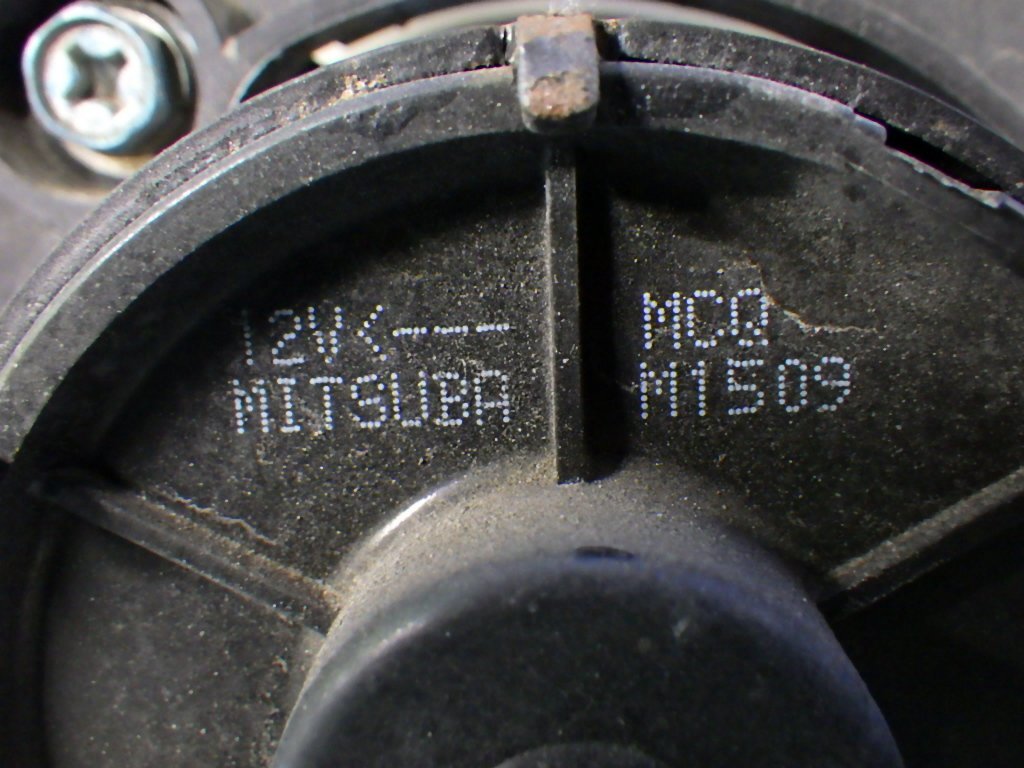 12V<---
MITSUBA
MCQ
M1509